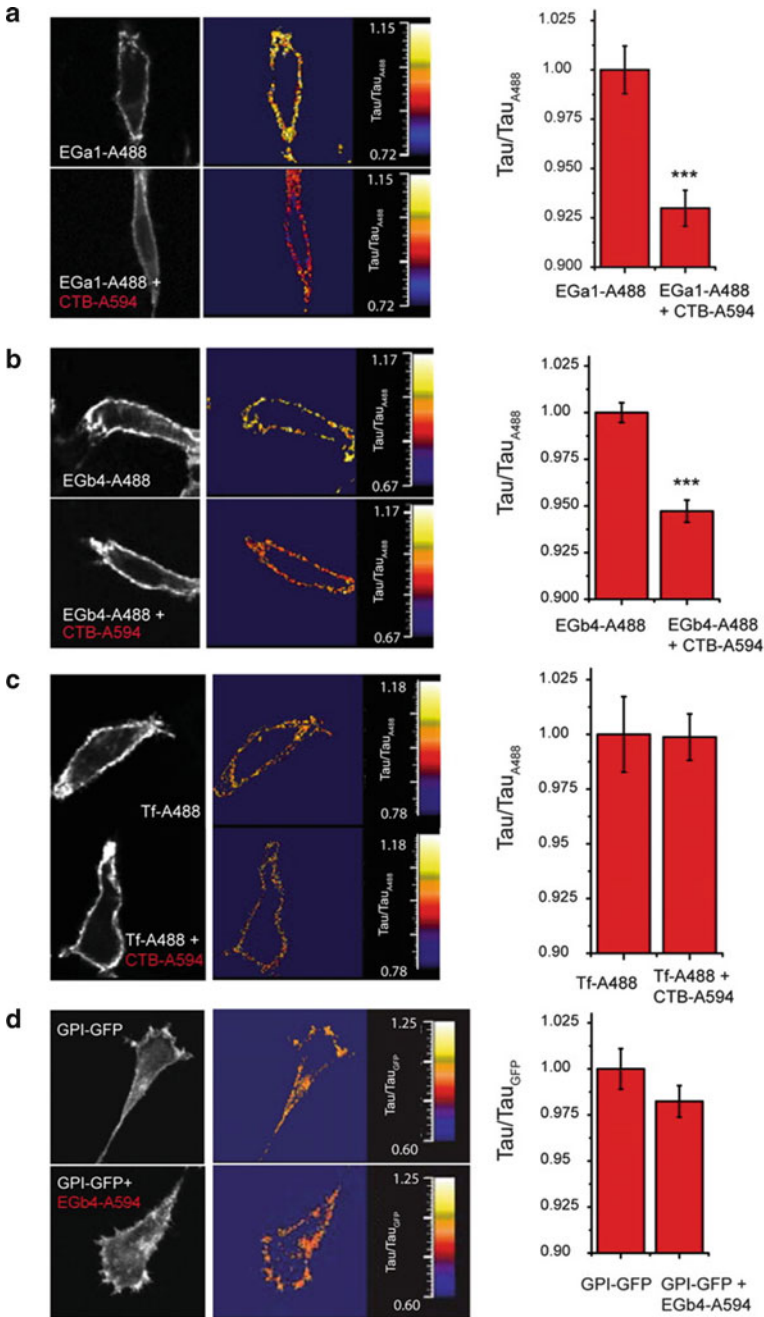 a
EGa1-A488
EGa1-A488 +
CTB-A594
1.15
Tau/TauA488
0.72
1.15
Tau/TauA488
0.72
Tau/TauA488
1.00
0.975
0.950
0.925
0.900
***
EGa1-A488
EGa1-A488
+ CTB-A594
b
EGb4-A488
EGb4-A488 +
CTB-A594
1.17
Tau/TauA488
0.67
1.17
Tau/TauA488
0.67
Tau/TauA488
1.025
1.00
0.975
0.950
0.925
0.900
***
EGb4-A488
EGb4-A488
+ CTB-A594
c
Tf-A488
Tf-A488 +
CTB-A594
1.18
Tau/TauA488
0.78
1.18
Tau/TauA488
0.78
Tau/TauA488
1.025
1.00
0.975
0.95
0.925
0.90
Tf-A488
Tf-A488 +
CTB-A594
d
GPI-GFP
GPI-GFP+
EGb4-A594
1.25
Tau/TauGFP
0.60
1.25
Tau/TauGFP
0.60
Tau/TauGFP
1.025
1.00
0.975
0.95
0.925
0.90
GPI-GFP
GPI-GFP +
EGb4-A594